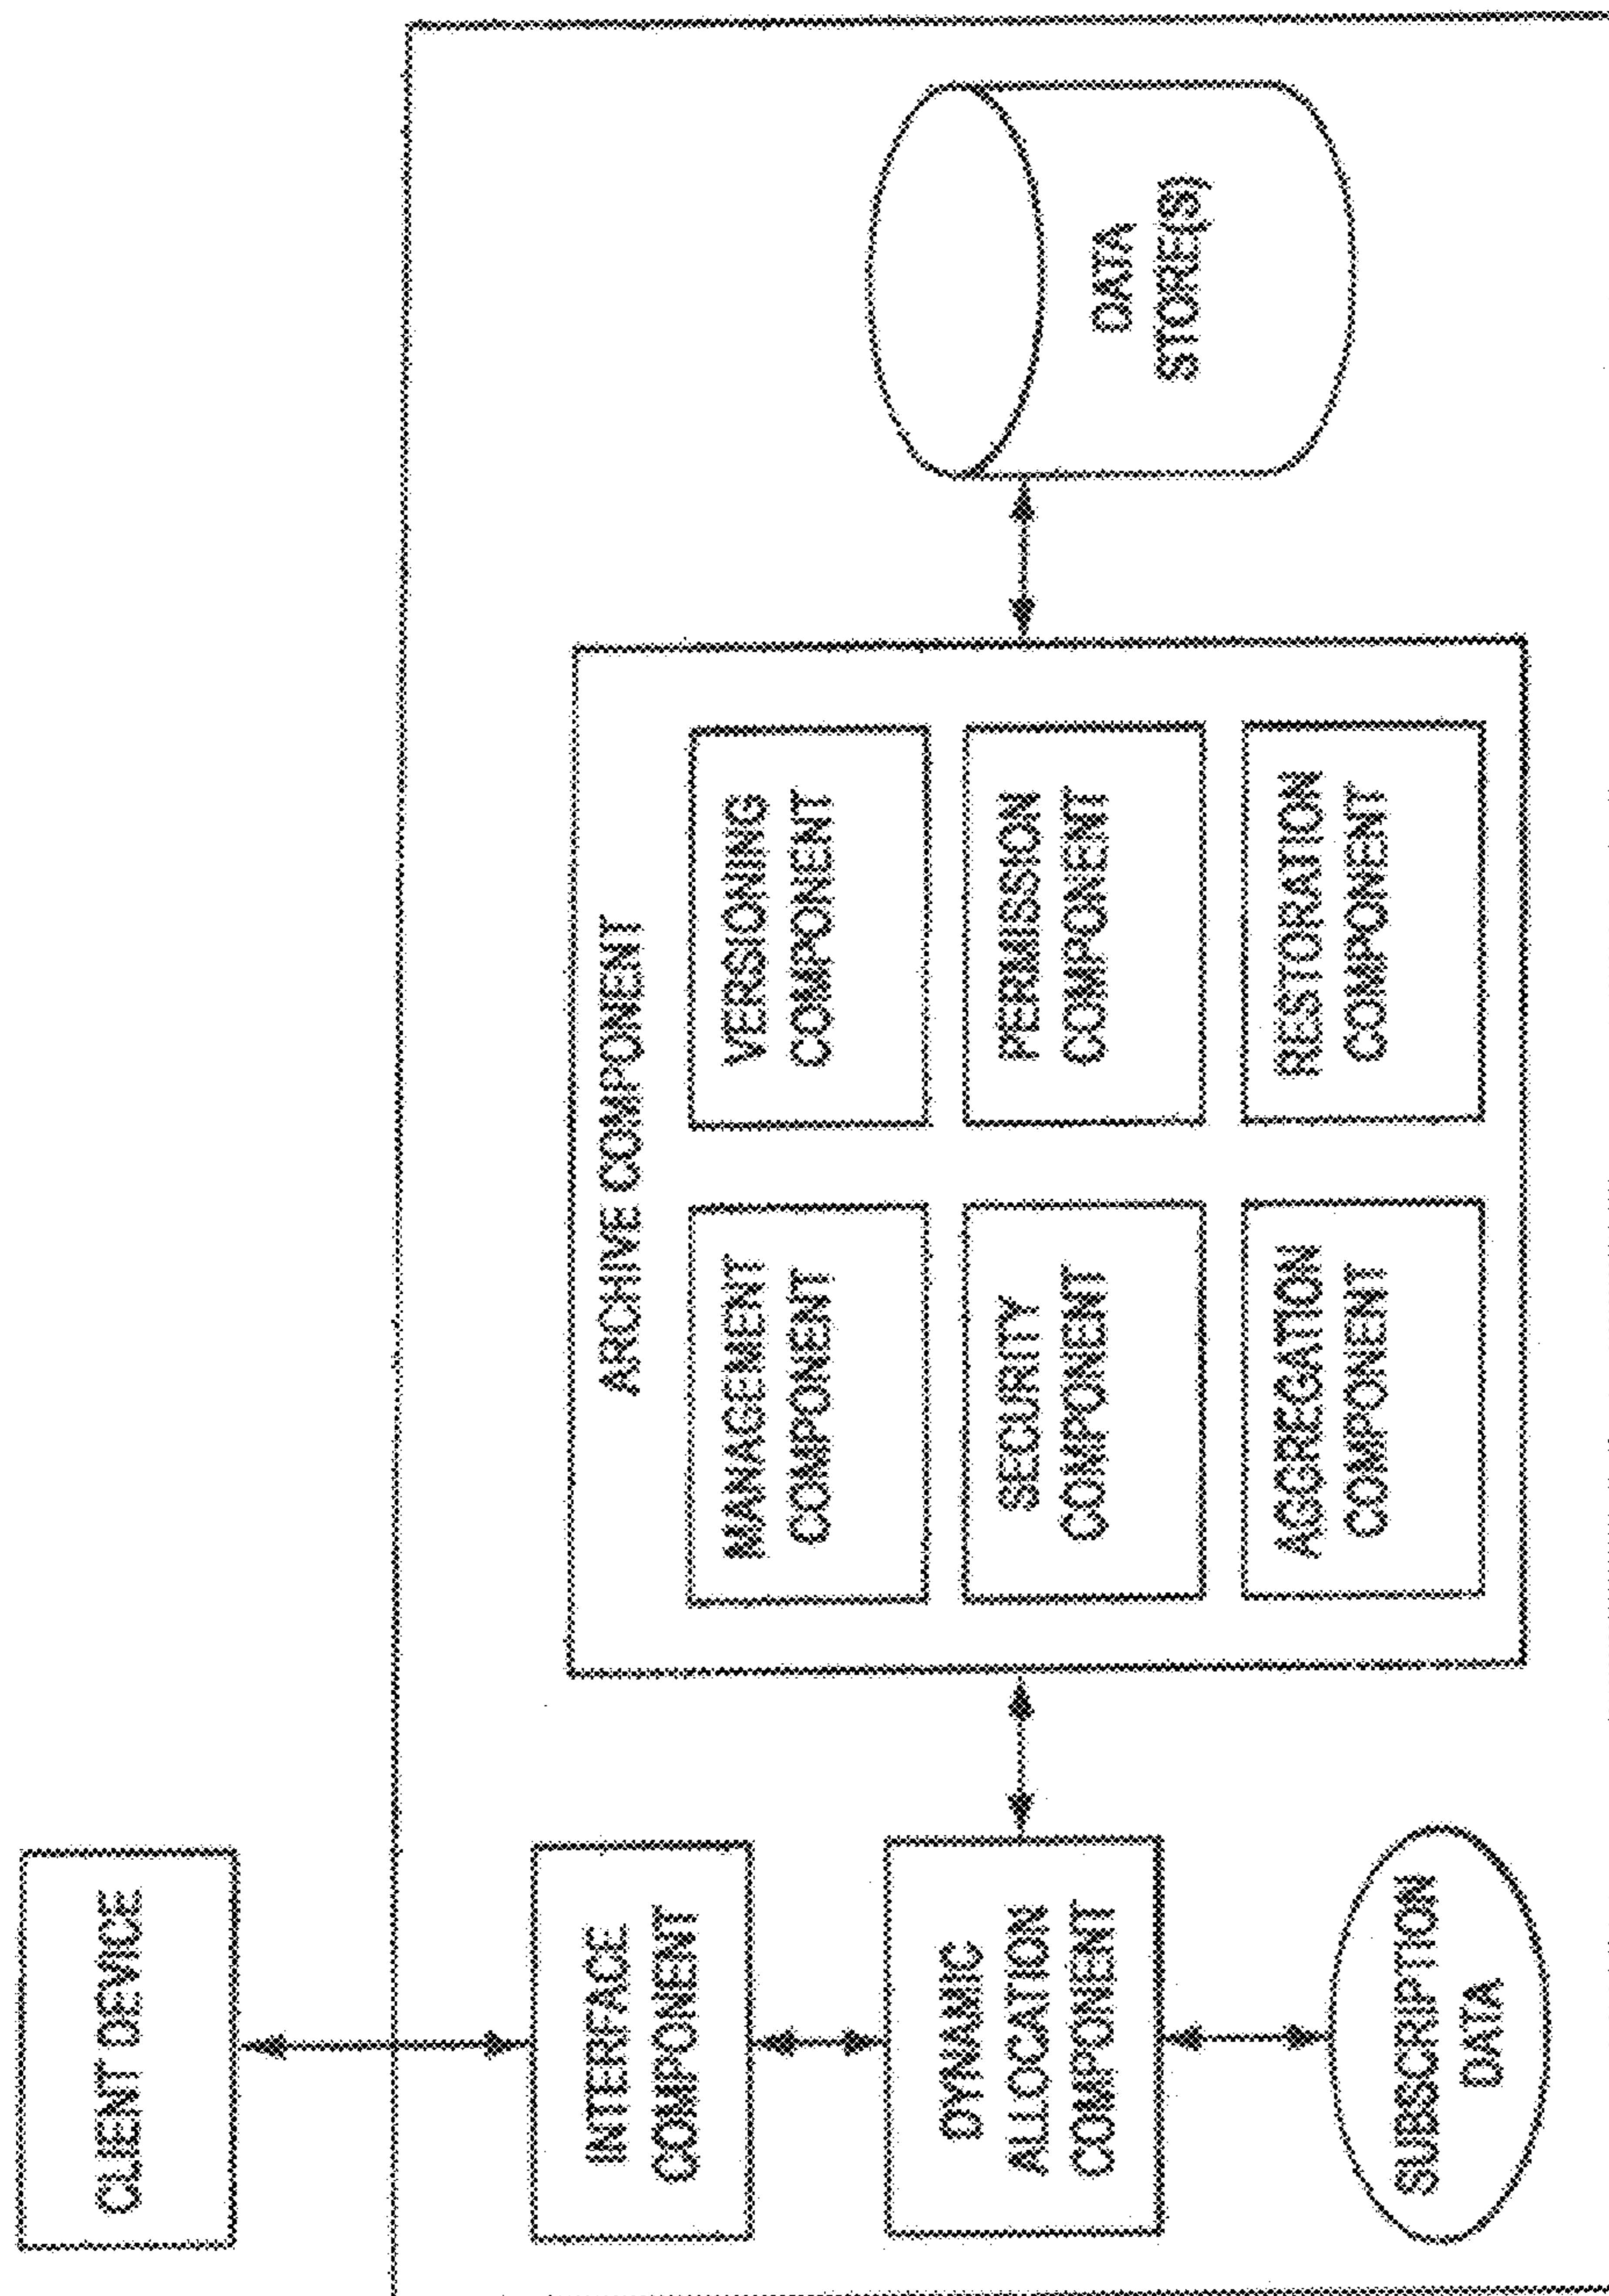 CLIENT DEVICE
INTERFACE
COMPONENT
DYNAMIC
ALLOCATION
COMPONENT
SUBSCRIPTION
DATA
ARCHIVE COMPONENT
MANAGEMENT
COMPONENT
VERSIONING
COMPONENT
SECURITY
COMPONENT
PERMISSION
COMPONENT
AGGREGATION
COMPONENT
RESTORATION
COMPONENT
DATA
STORE(S)